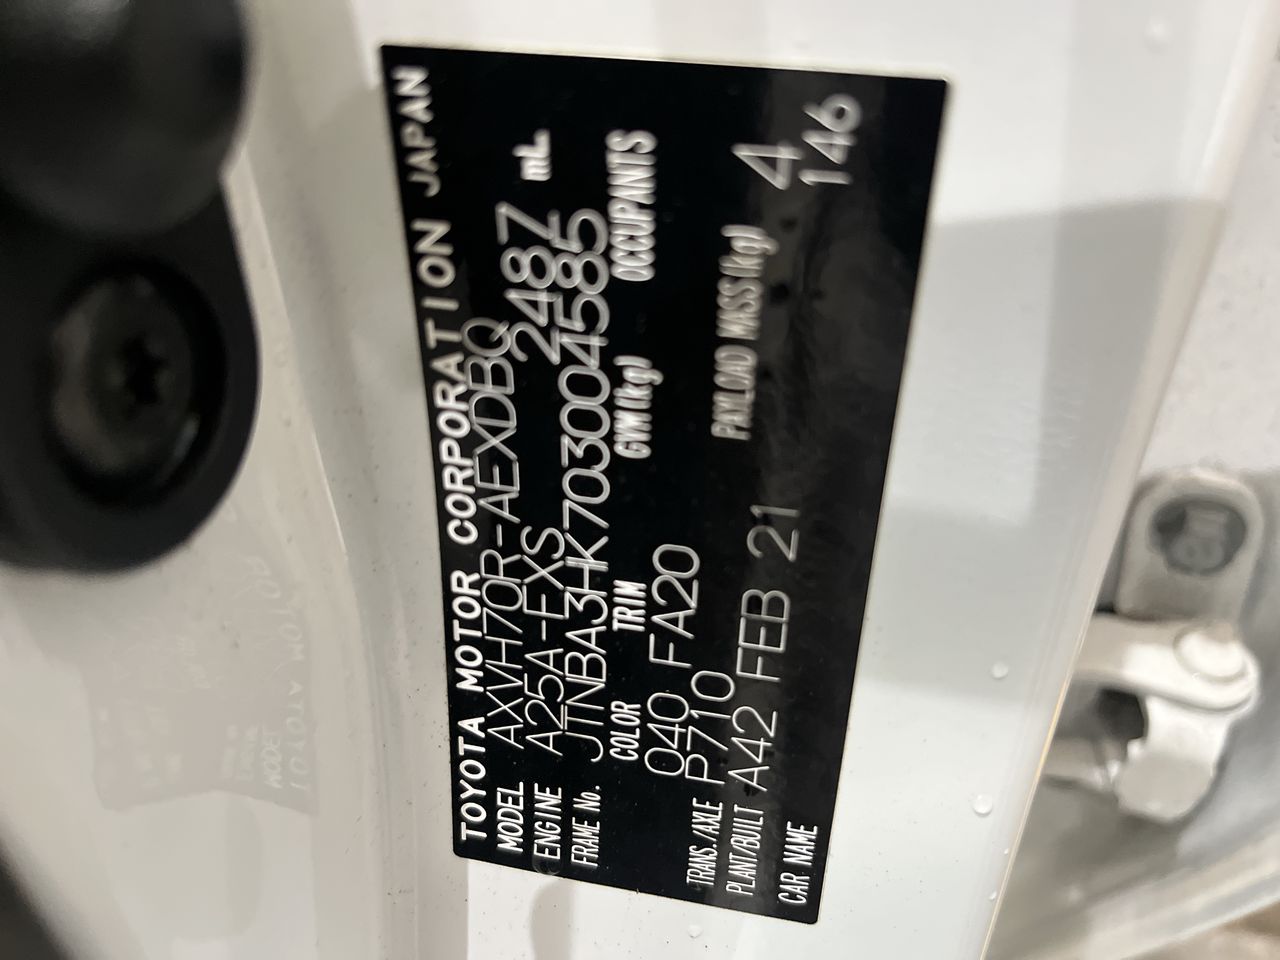 TOYOTA MOTOR CORPORATION JAPAN
MODEL AXVH70R-AEXDBQ
ENGINE A25A-FXS 2487 mL
FRAME No. JTNBA3HK703004585
COLOR TRIM GVM(kg) OCCUPANTS
040 FA20
TRANS./AXLE P710 PAYLOAD MASS(kg) 4
PLANT/BUILT A42 FEB 21 146
CAR NAME